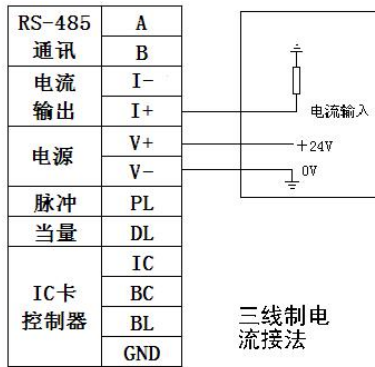 RS-485 A
通讯 B
电流 I-
输出 I+
电源 V+
V-
脉冲 PL
当量 DL
IC卡
控制器
IC
BC
BL
GND
电流输入
+24V
0V
三线制电
流接法